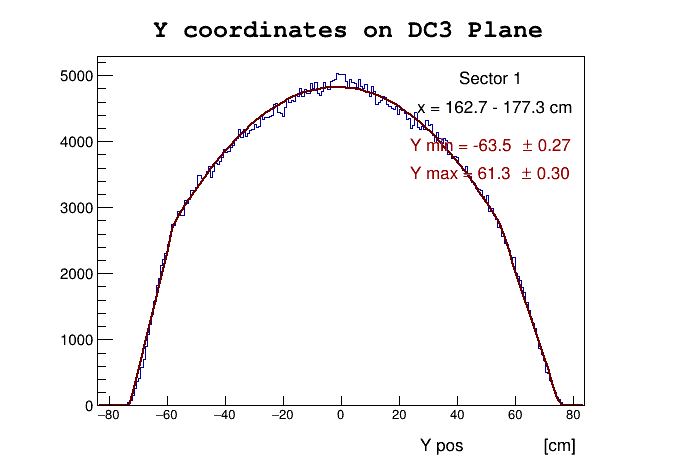 Y coordinates on DC3 Plane
Sector 1
x = 162.7 - 177.3 cm
Y min = -63.5 ± 0.27
Y max = 61.3 ± 0.30
5000
4000
3000
2000
1000
0
−80 −60 −40 −20 0 20 40 60 80
Y pos [cm]